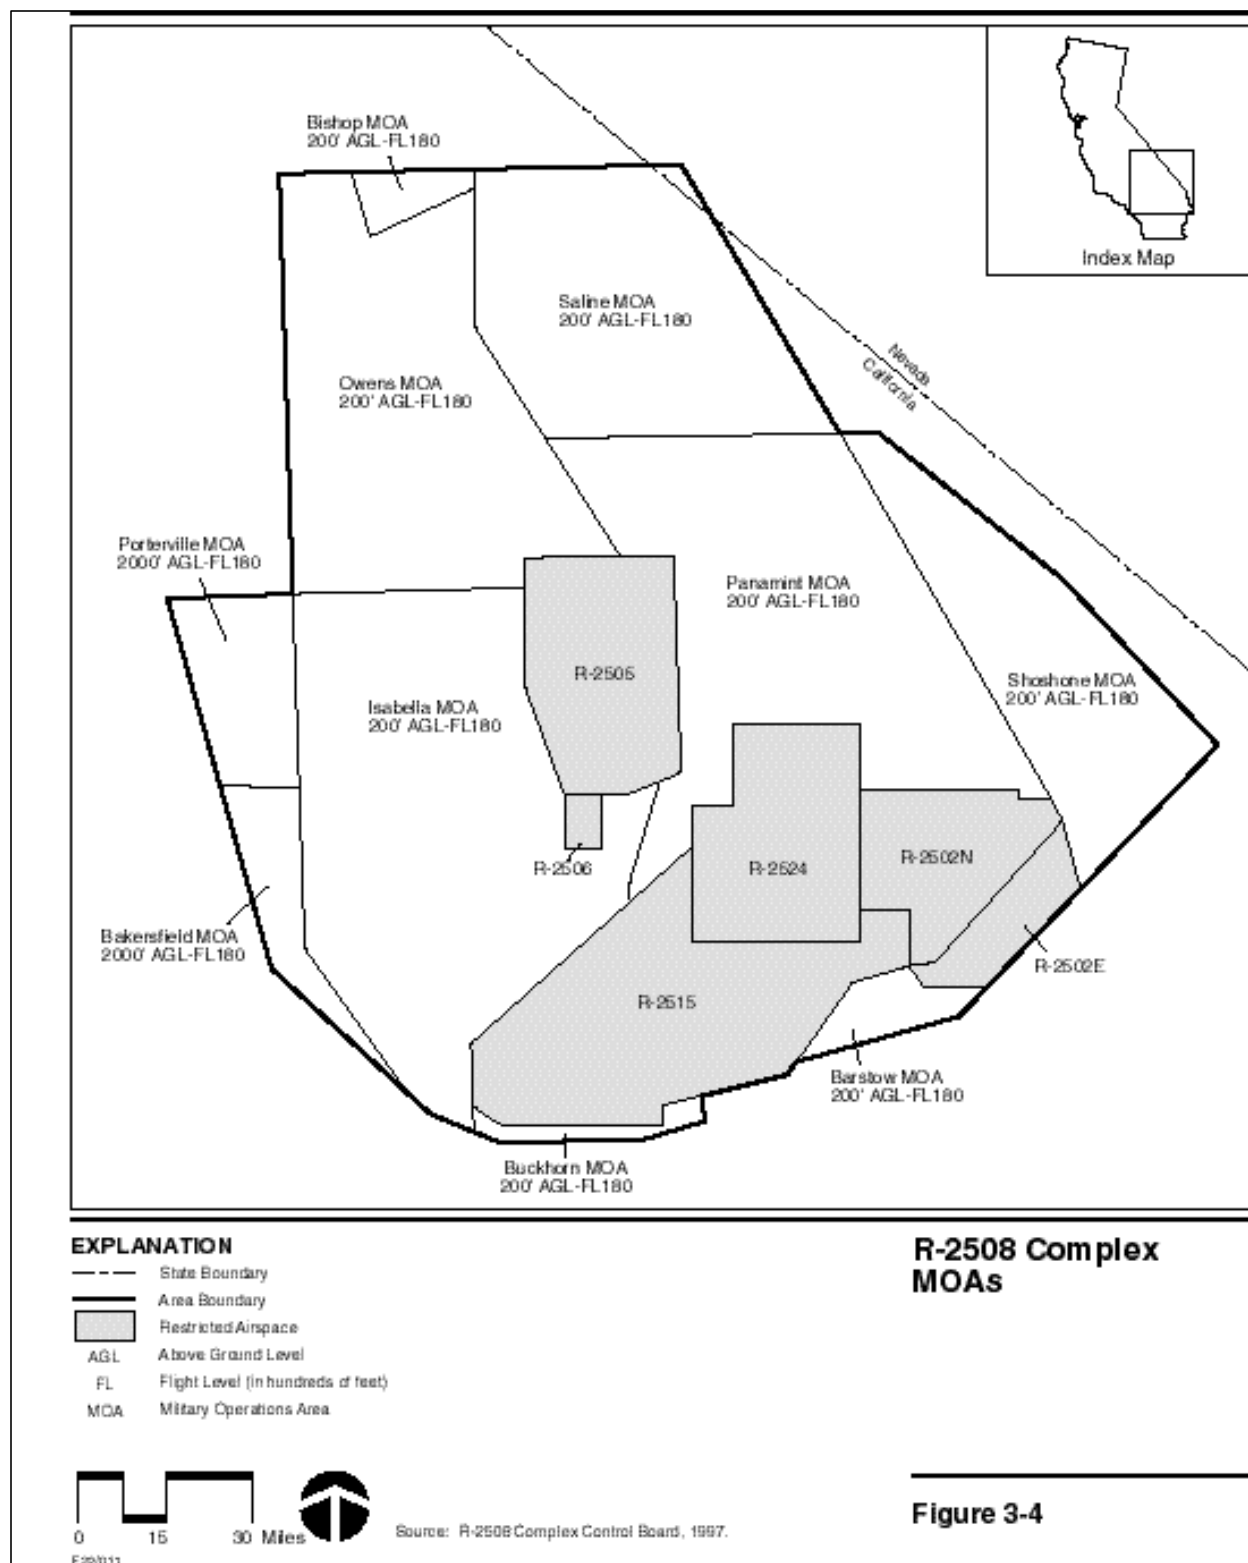 Bishop MOA
200' AGL-FL180
Index Map
Saline MOA
200' AGL-FL180
Nevada
California
Owens MOA
200' AGL-FL180
Porterville MOA
2000' AGL-FL180
Panamint MOA
200' AGL-FL180
R-2505
Shoshone MOA
200' AGL-FL180
Isabella MOA
200' AGL-FL180
R-2506
R-2524
R-2502N
Bakersfield MOA
2000' AGL-FL180
R-2502E
R-2515
Barstow MOA
200' AGL-FL180
Buckhorn MOA
200' AGL-FL180
EXPLANATION
State Boundary
Area Boundary
Restricted Airspace
AGL Above Ground Level
FL Flight Level (in hundreds of feet)
MOA Military Operations Area
R-2508 Complex
MOAs
0 15 30 Miles
Source: R-2508 Complex Control Board, 1997.
Figure 3-4